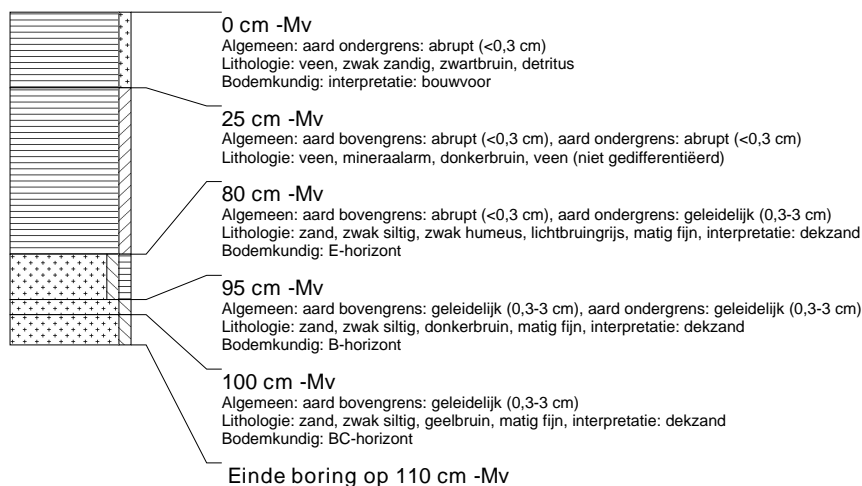 0 cm -Mv
Algemeen: aard ondergrens: abrupt (<0,3 cm)
Lithologie: veen, zwak zandig, zwartbruin, detritus
Bodemkundig: interpretatie: bouwvoor
25 cm -Mv
Algemeen: aard bovengrens: abrupt (<0,3 cm), aard ondergrens: abrupt (<0,3 cm)
Lithologie: veen, mineraalarm, donkerbruin, veen (niet gedifferentiëerd)
80 cm -Mv
Algemeen: aard bovengrens: abrupt (<0,3 cm), aard ondergrens: geleidelijk (0,3-3 cm)
Lithologie: zand, zwak siltig, zwak humeus, lichtbruingrijs, matig fijn, interpretatie: dekzand
Bodemkundig: E-horizont
95 cm -Mv
Algemeen: aard bovengrens: geleidelijk (0,3-3 cm), aard ondergrens: geleidelijk (0,3-3 cm)
Lithologie: zand, zwak siltig, donkerbruin, matig fijn, interpretatie: dekzand
Bodemkundig: B-horizont
100 cm -Mv
Algemeen: aard bovengrens: geleidelijk (0,3-3 cm)
Lithologie: zand, zwak siltig, geelbruin, matig fijn, interpretatie: dekzand
Bodemkundig: BC-horizont
Einde boring op 110 cm -Mv